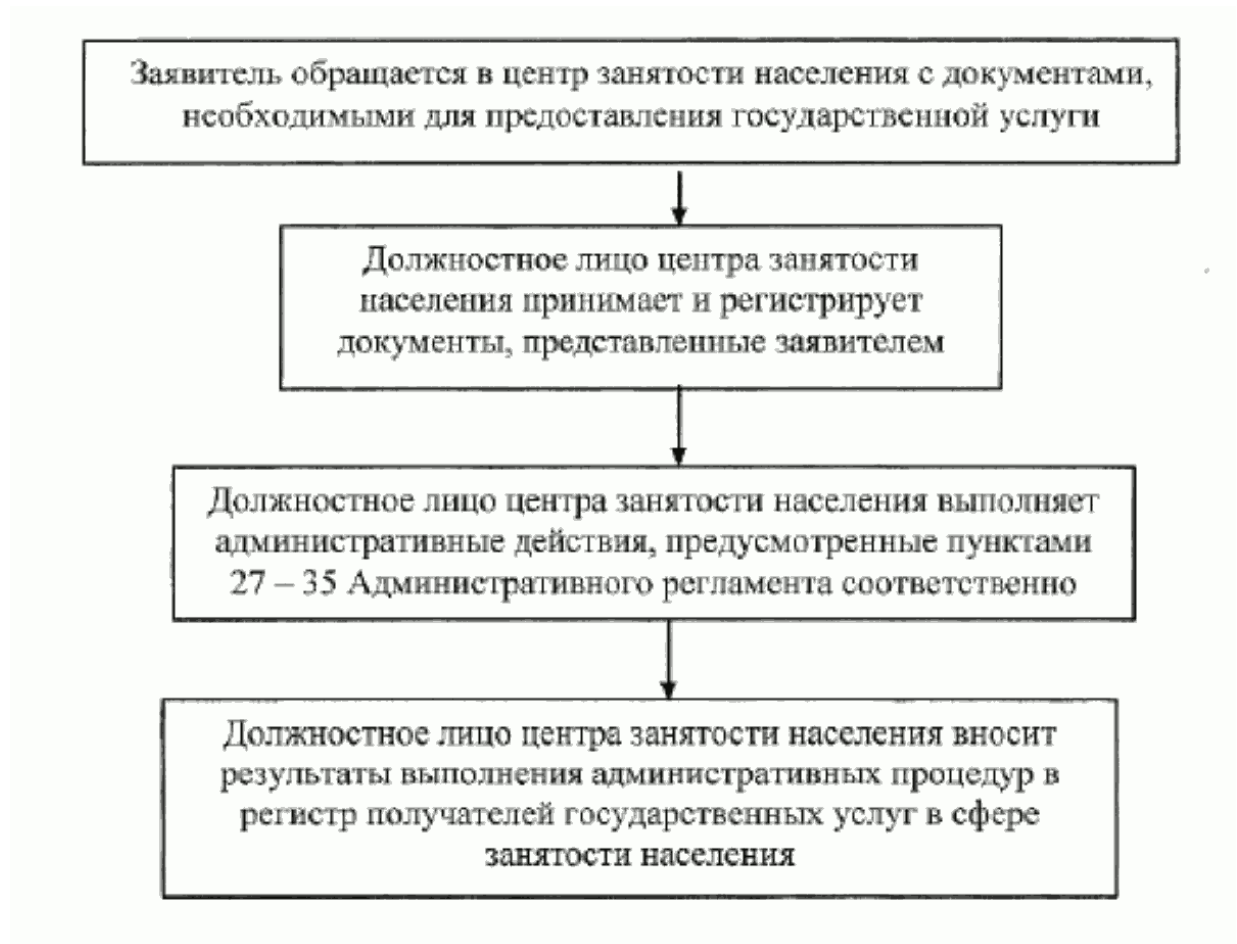 Заявитель обращается в центр занятости населения с документами,
необходимыми для предоставления государственной услуги
Должностное лицо центра занятости
населения принимает и регистрирует
документы, представленные заявителем
Должностное лицо центра занятости населения выполняет
административные действия, предусмотренные пунктами
27 – 35 Административного регламента соответственно
Должностное лицо центра занятости населения вносит
результаты выполнения административных процедур в
регистр получателей государственных услуг в сфере
занятости населения